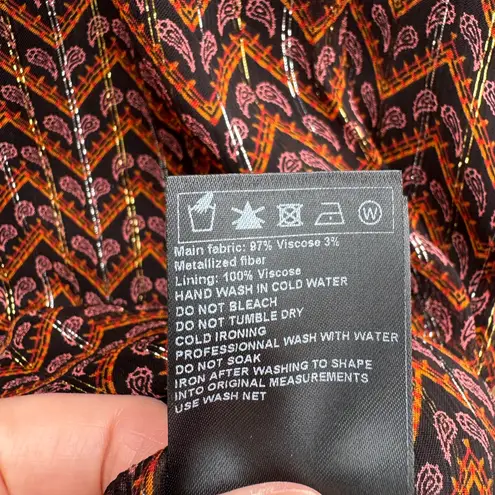 W
Main fabric: 97% Viscose 3%
Metallized fiber
Lining: 100% Viscose
HAND WASH IN COLD WATER
DO NOT BLEACH
DO NOT TUMBLE DRY
COLD IRONING
PROFESSIONNAL WASH WITH WATER
DO NOT SOAK
IRON AFTER WASHING TO SHAPE
INTO ORIGINAL MEASUREMENTS
USE WASH NET